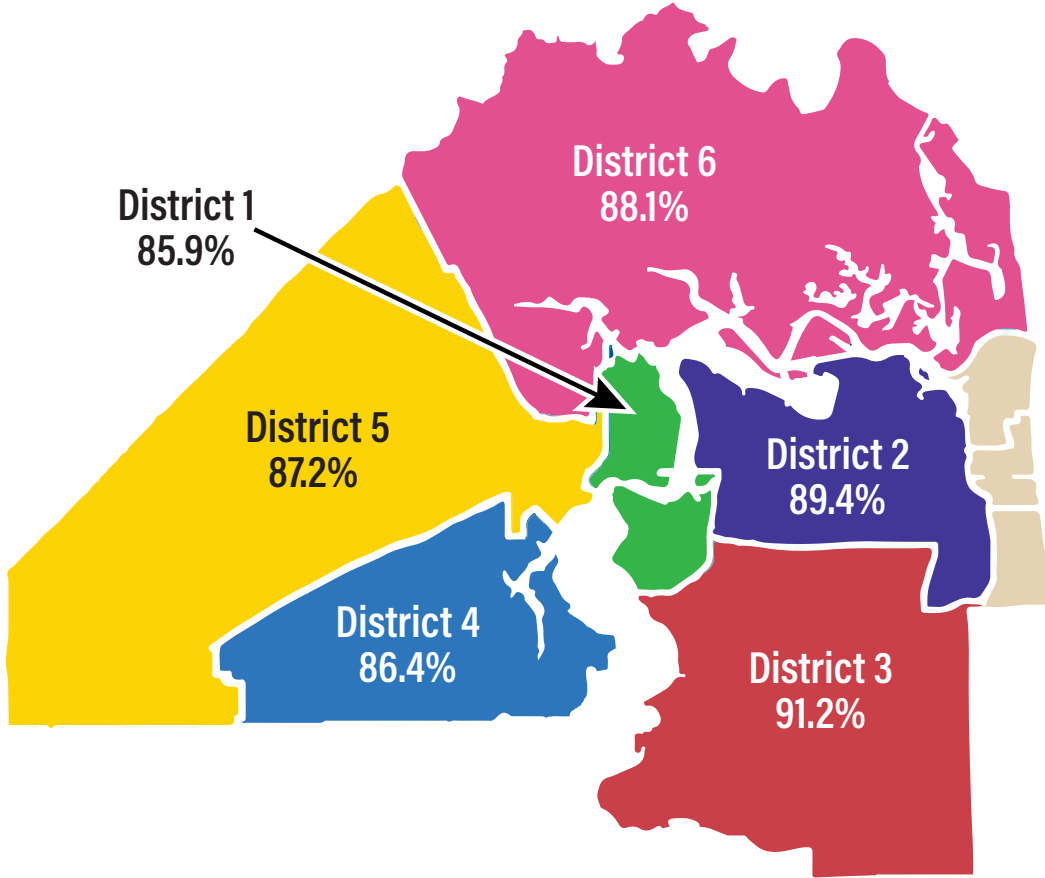 District 6
88.1%
District 1
85.9%
District 5
87.2%
District 2
89.4%
District 4
86.4%
District 3
91.2%